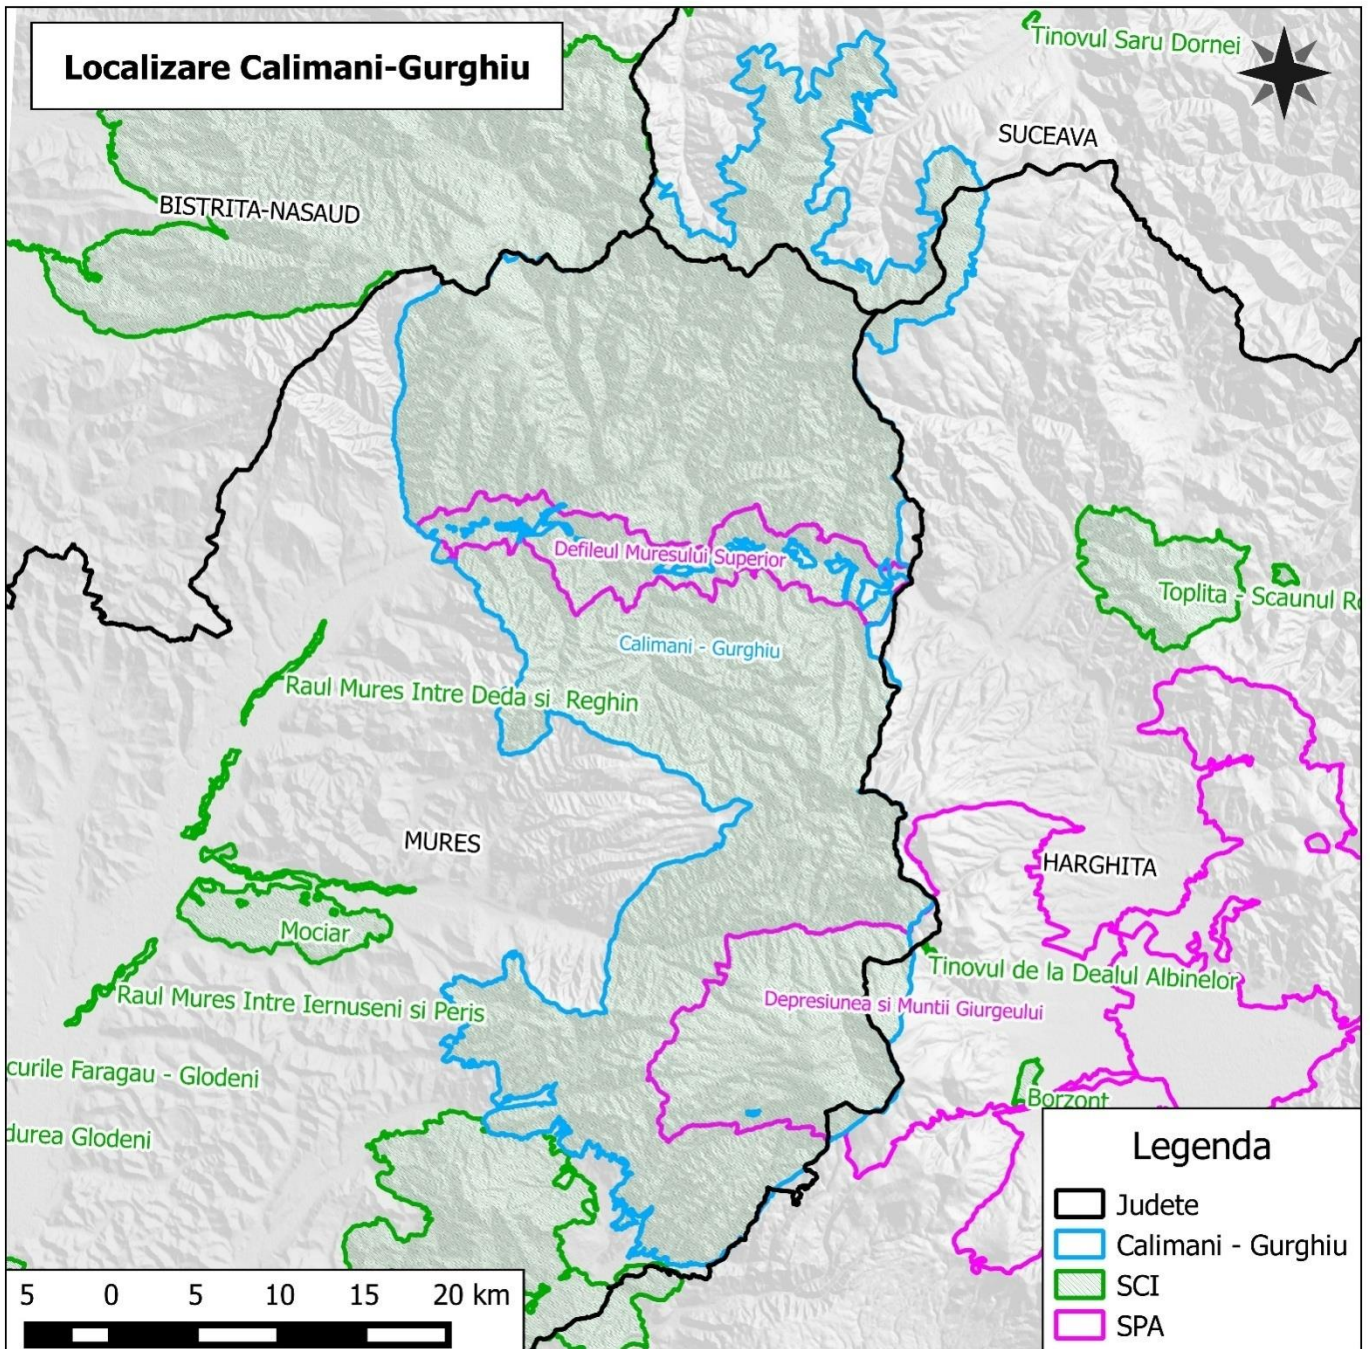 Localizare Calimani-Gurghiu
Tinovul Saru Dornei
SUCEAVA
BISTRITA-NASAUD
Defileul Muresului Superior
Toplita - Scaunul R
Calimani - Gurghiu
Raul Mures Intre Deda si Reghin
MURES
HARGHITA
Mociar
Tinovul de la Dealul Albinelor
Raul Mures Intre Iernuseni si Peris
Depresiunea si Muntii Giurgeului
curile Faragau - Glodeni
Borzont
durea Glodeni
Legenda
Judete
Calimani - Gurghiu
SCI
SPA
5 0 5 10 15 20 km